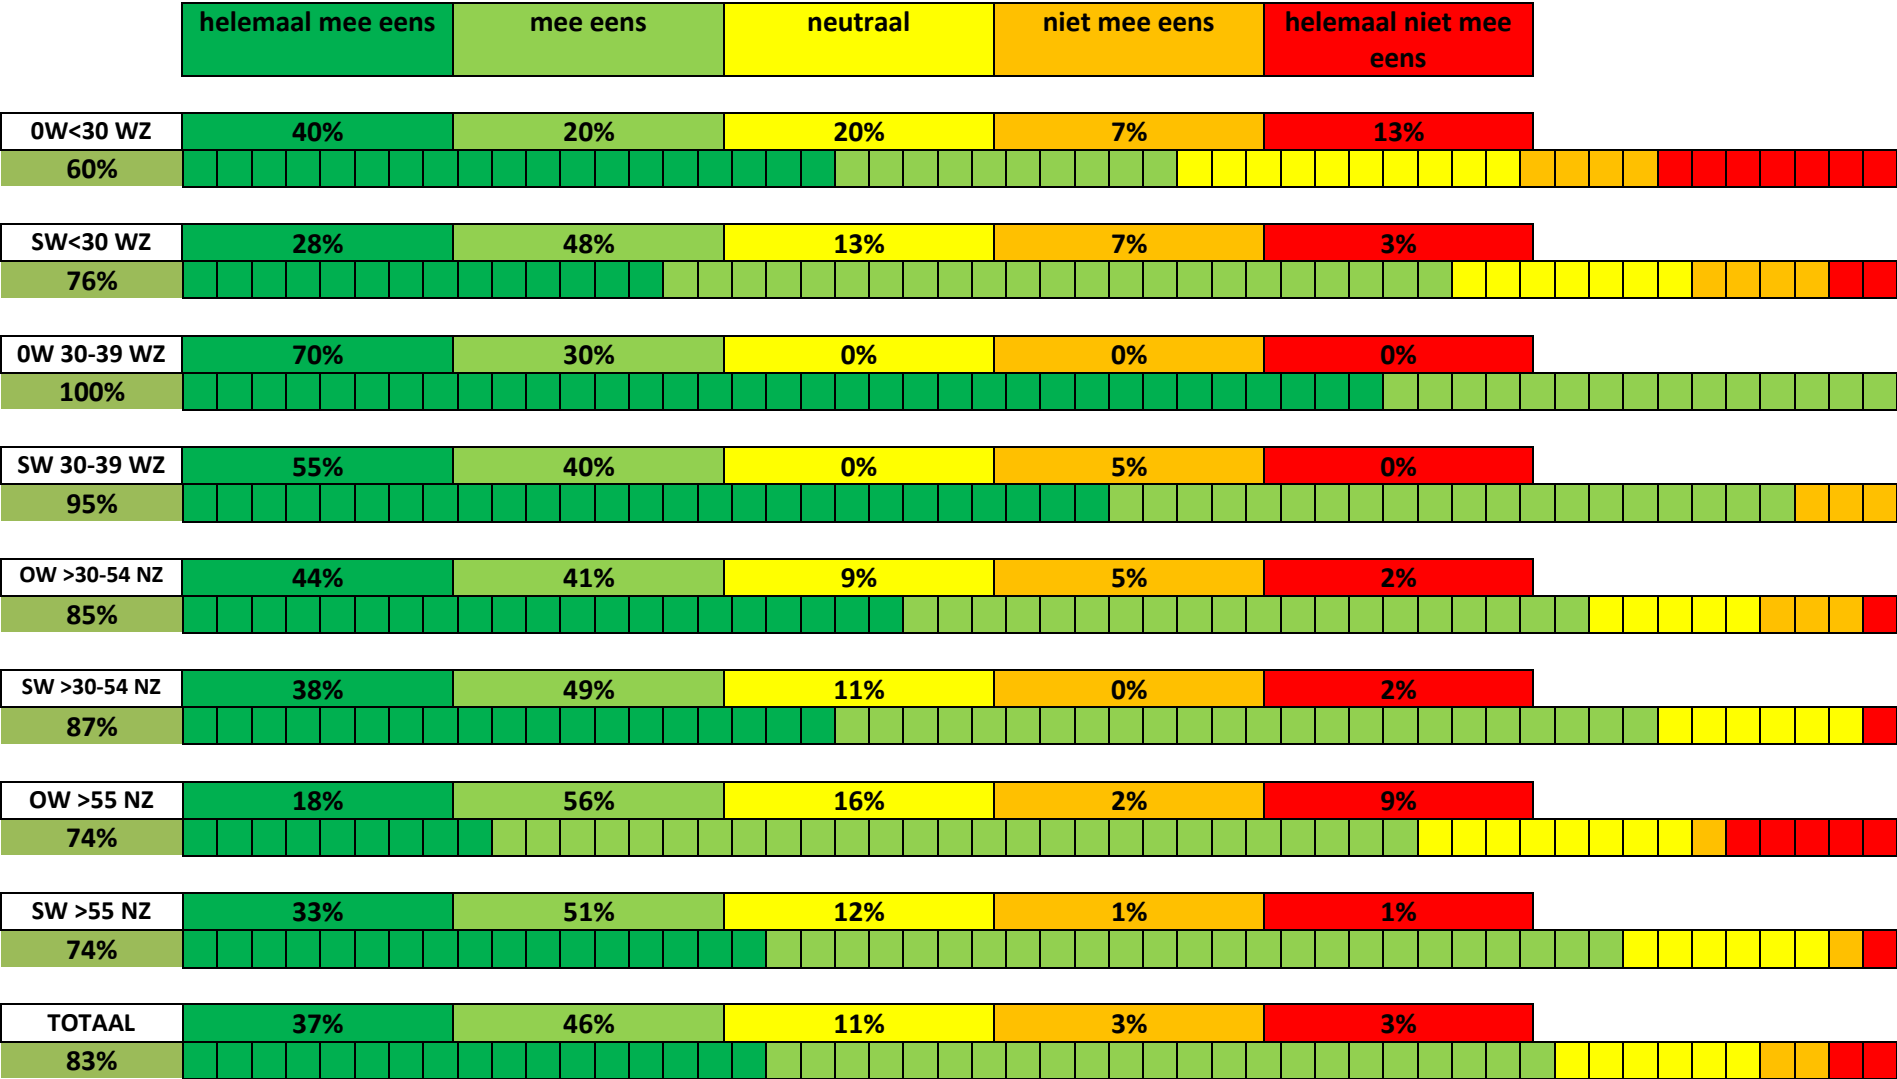 helemaal mee eens mee eens neutraal niet mee eens helemaal niet mee
eens
0W<30 WZ 40% 20% 20% 7% 13%
60%
SW<30 WZ 28% 48% 13% 7% 3%
76%
0W 30-39 WZ 70% 30% 0% 0% 0%
100%
SW 30-39 WZ 55% 40% 0% 5% 0%
95%
OW >30-54 NZ 44% 41% 9% 5% 2%
85%
SW >30-54 NZ 38% 49% 11% 0% 2%
87%
OW >55 NZ 18% 56% 16% 2% 9%
74%
SW >55 NZ 33% 51% 12% 1% 1%
74%
TOTAAL 37% 46% 11% 3% 3%
83%